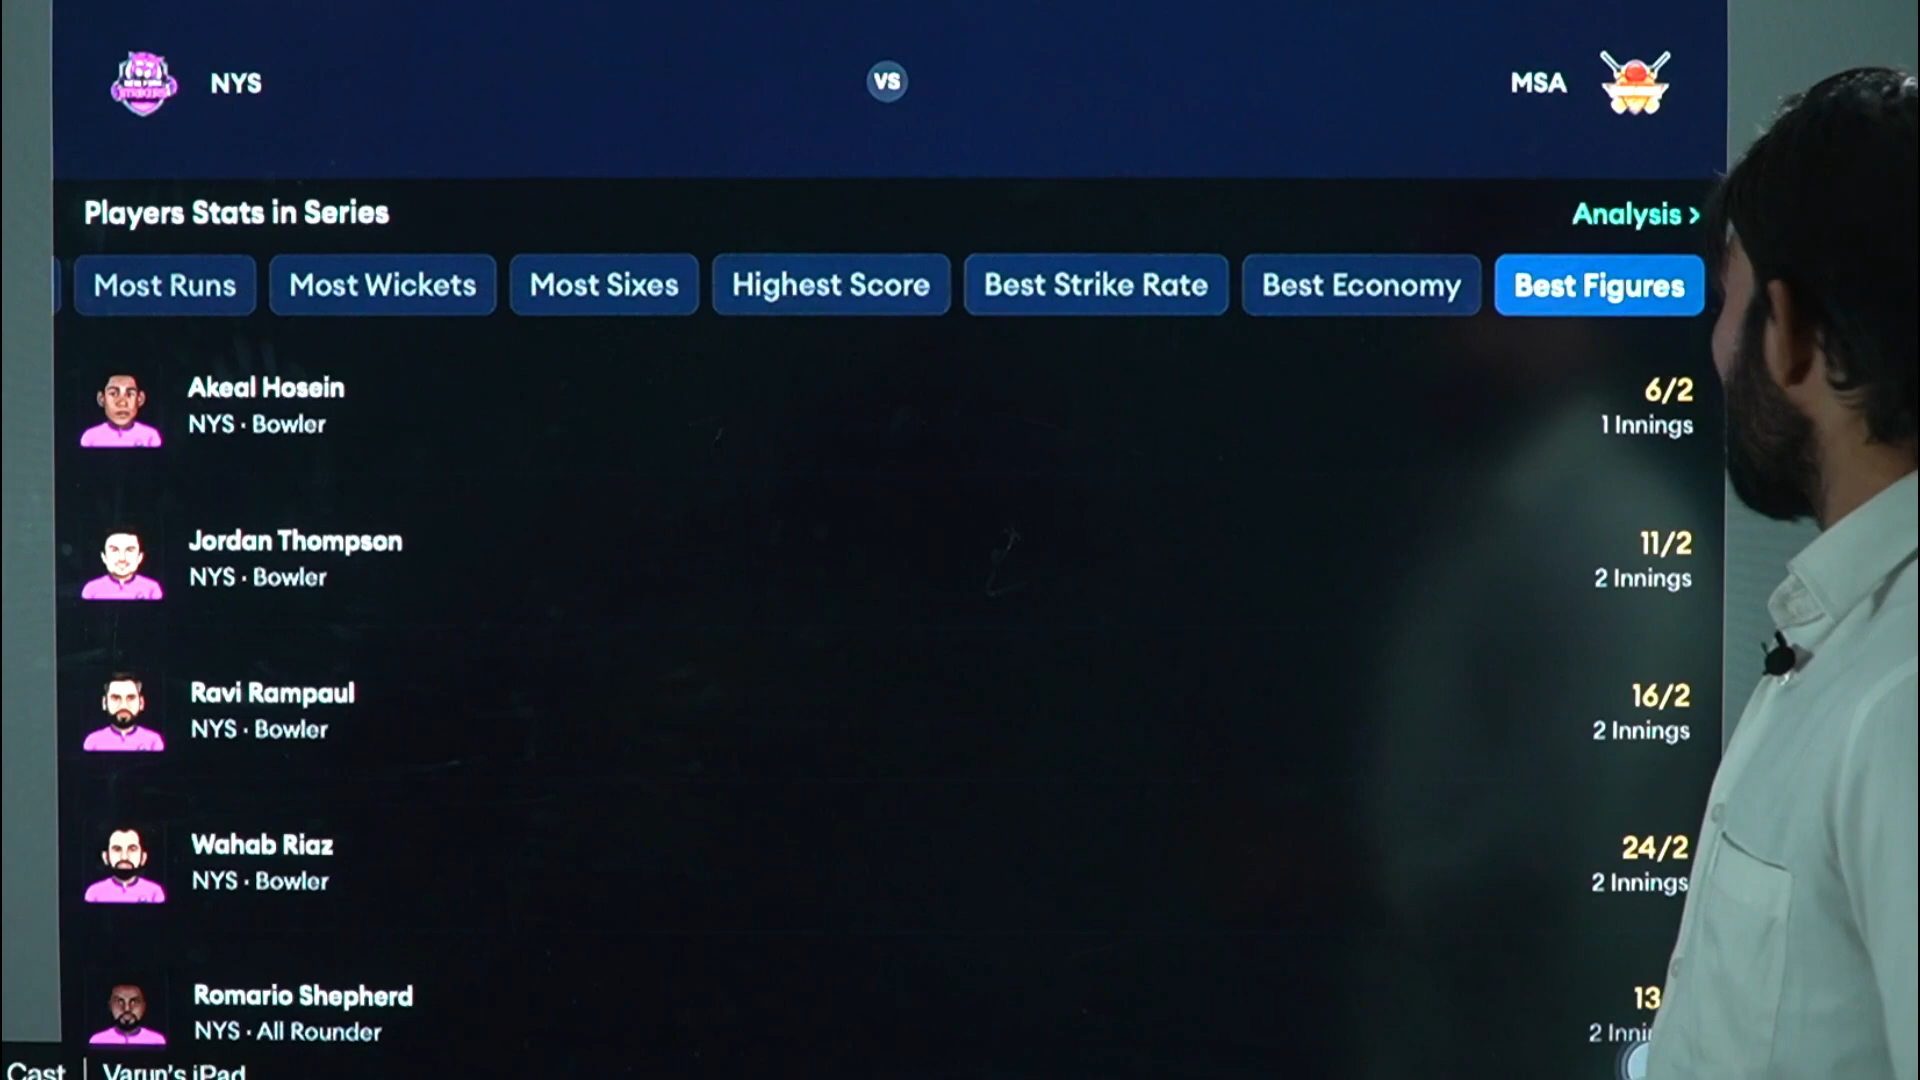 NYS
VS
MSA
Players Stats in Series
Analysis >
Most Runs
Most Wickets
Most Sixes
Highest Score
Best Strike Rate
Best Economy
Best Figures
Akeal Hosein
6/2
NYS · Bowler
1 Innings
Jordan Thompson
11/2
NYS · Bowler
2 Innings
Ravi Rampaul
16/2
NYS · Bowler
2 Innings
Wahab Riaz
24/2
NYS · Bowler
2 Innings
Romario Shepherd
13
NYS · All Rounder
2
Cast | Varun's iPad